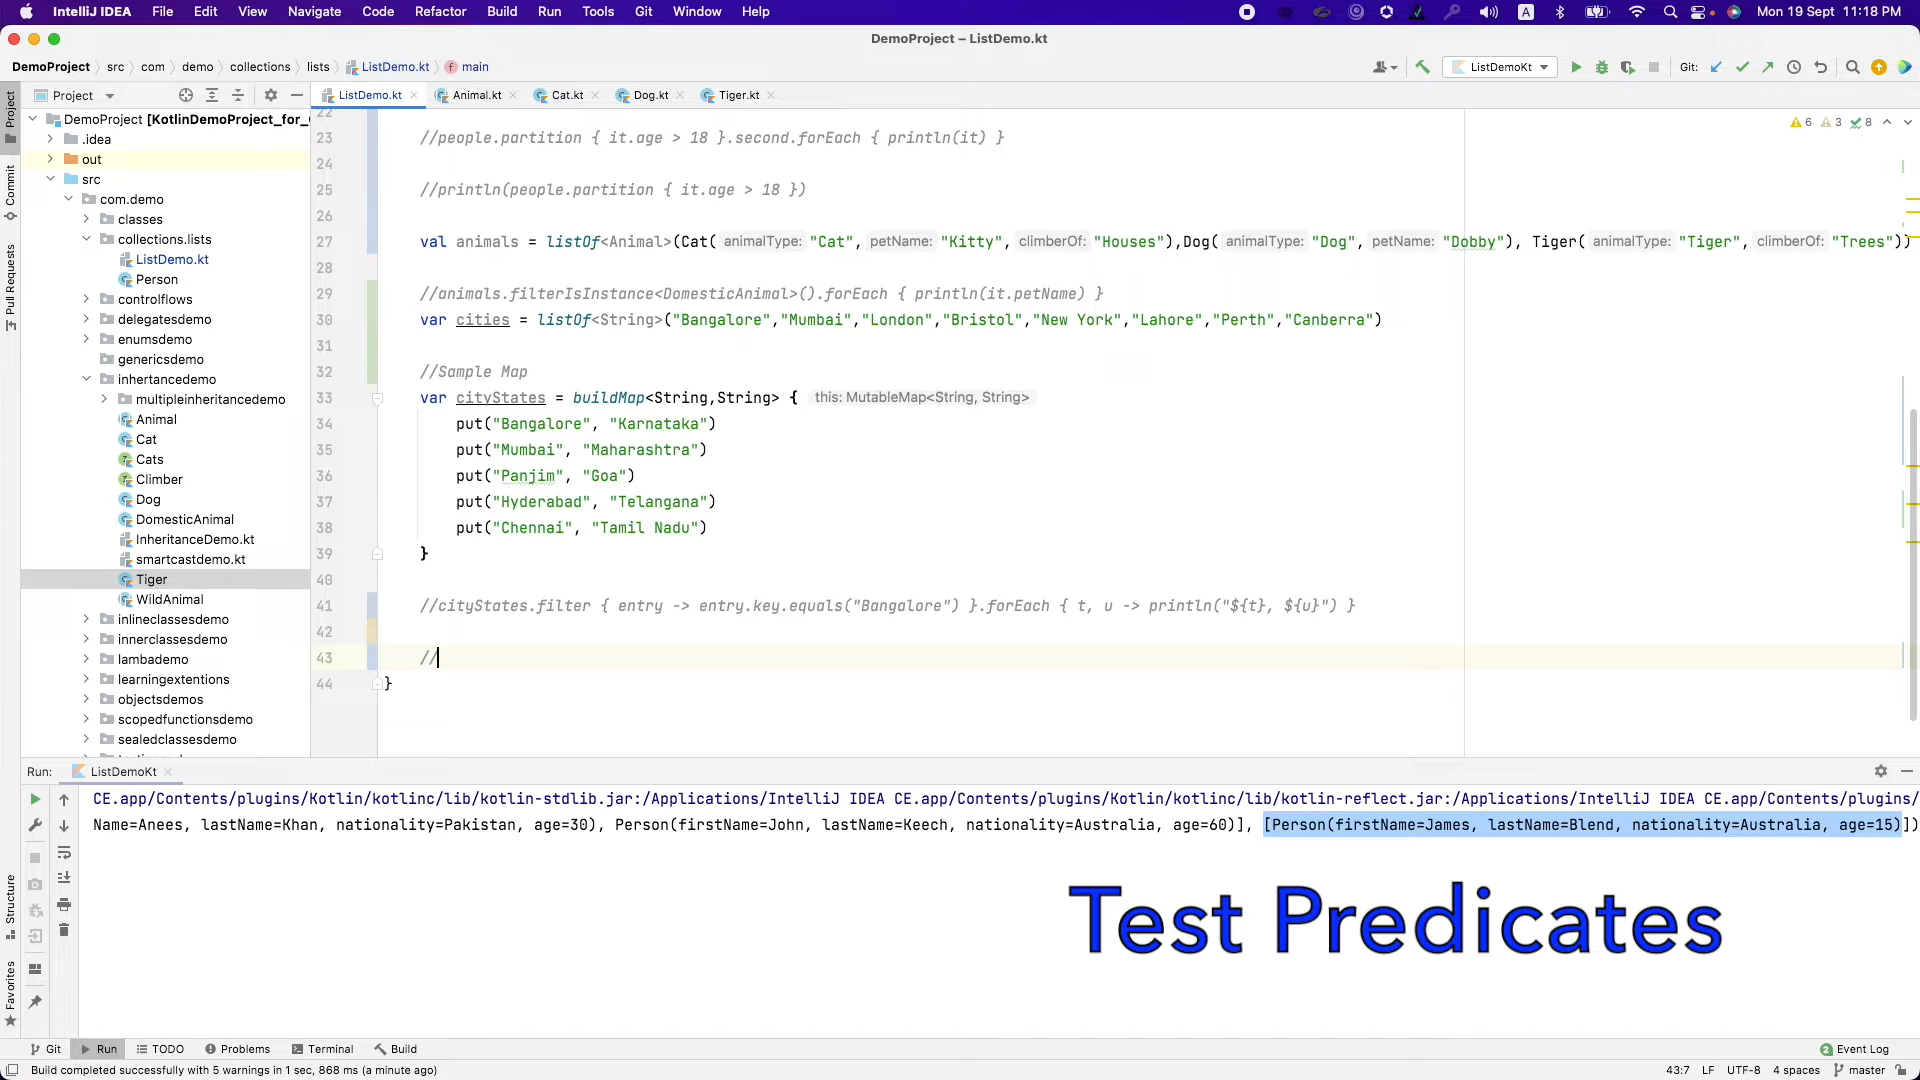 IntelliJ IDEA File Edit View Navigate Code Refactor Build Run Tools Git Window Help A Mon 19 Sept 11:18 PM
DemoProject – ListDemo.kt
DemoProject src com demo collections lists ListDemo.kt main ListDemoKt Git:
Project ListDemo.kt Animal.kt Cat.kt Dog.kt Tiger.kt
Project
Commit
Pull Requests
Structure
Favorites
DemoProject [KotlinDemoProject_for_
.idea
out
src
com.demo
classes
collections.lists
ListDemo.kt
Person
controlflows
delegatesdemo
enumsdemo
genericsdemo
inhertancedemo
multipleinheritancedemo
Animal
Cat
Cats
Climber
Dog
DomesticAnimal
InheritanceDemo.kt
smartcastdemo.kt
Tiger
WildAnimal
inlineclassesdemo
innerclassesdemo
lambademo
learningextentions
objectsdemos
scopedfunctionsdemo
sealedclassesdemo
6 3 8
22
23 //people.partition { it.age > 18 }.second.forEach { println(it) }
24
25 //println(people.partition { it.age > 18 })
26
27 val animals = listOf<Animal>(Cat( animalType: "Cat", petName: "Kitty", climberOf: "Houses"),Dog( animalType: "Dog", petName: "Dobby"), Tiger( animalType: "Tiger", climberOf: "Trees"))
28
29 //animals.filterIsInstance<DomesticAnimal>().forEach { println(it.petName) }
30 var cities = listOf<String>("Bangalore","Mumbai","London","Bristol","New York","Lahore","Perth","Canberra")
31
32 //Sample Map
33 var cityStates = buildMap<String,String> { this: MutableMap<String, String>
34 put("Bangalore", "Karnataka")
35 put("Mumbai", "Maharashtra")
36 put("Panjim", "Goa")
37 put("Hyderabad", "Telangana")
38 put("Chennai", "Tamil Nadu")
39 }
40
41 //cityStates.filter { entry -> entry.key.equals("Bangalore") }.forEach { t, u -> println("${t}, ${u}") }
42
43 //
44 }
Run: ListDemoKt
CE.app/Contents/plugins/Kotlin/kotlinc/lib/kotlin-stdlib.jar:/Applications/IntelliJ IDEA CE.app/Contents/plugins/Kotlin/kotlinc/lib/kotlin-reflect.jar:/Applications/IntelliJ IDEA CE.app/Contents/plugins/
Name=Anees, lastName=Khan, nationality=Pakistan, age=30), Person(firstName=John, lastName=Keech, nationality=Australia, age=60)], [Person(firstName=James, lastName=Blend, nationality=Australia, age=15)])
Test Predicates
Git Run TODO Problems Terminal Build 2 Event Log
Build completed successfully with 5 warnings in 1 sec, 868 ms (a minute ago) 43:7 LF UTF-8 4 spaces master